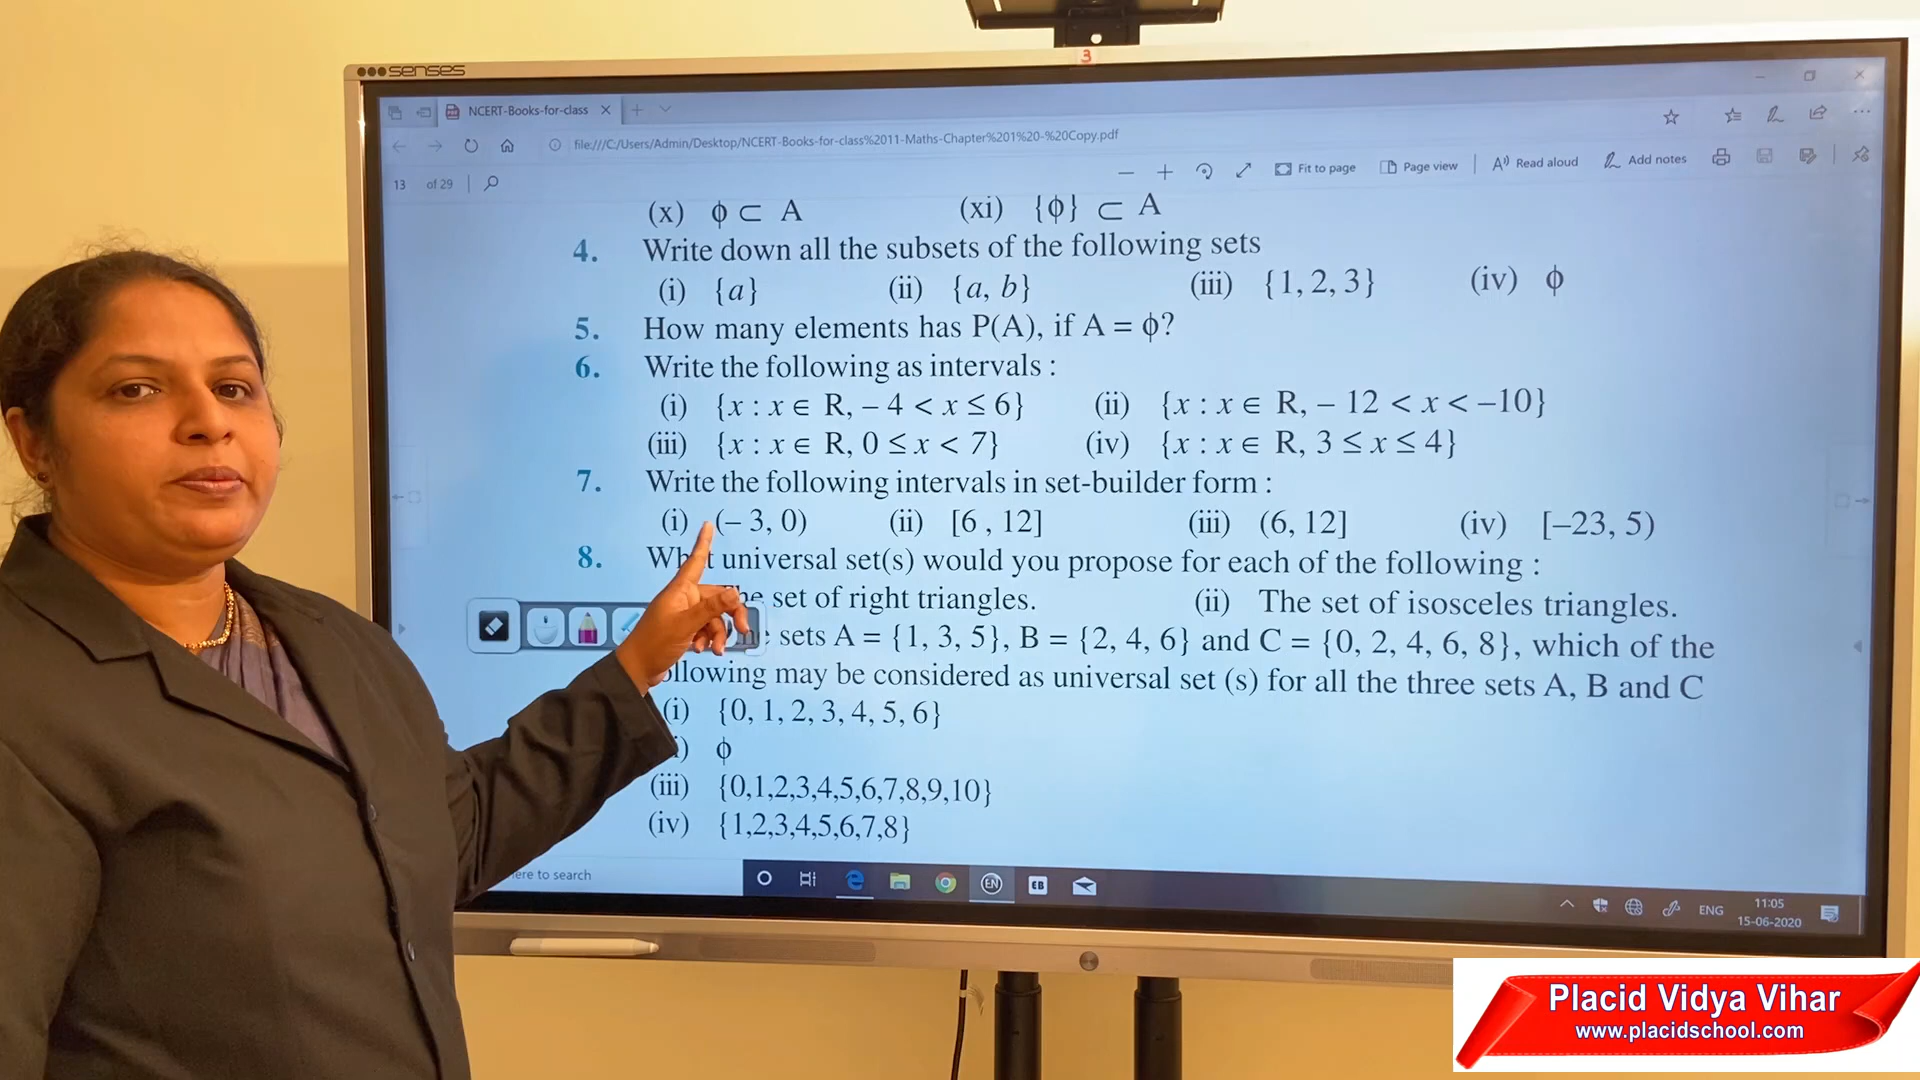 senses
3
NCERT-Books-for-class
file:///C:/Users/Admin/Desktop/NCERT-Books-for-class%2011-Maths-Chapter%201%20-%20Copy.pdf
13 of 29
Fit to page Page view Read aloud Add notes
(x) ϕ ⊂ A (xi) {ϕ} ⊂ A
4. Write down all the subsets of the following sets
(i) {a} (ii) {a, b} (iii) {1, 2, 3} (iv) ϕ
5. How many elements has P(A), if A = ϕ?
6. Write the following as intervals :
(i) {x : x ∈ R, – 4 < x ≤ 6} (ii) {x : x ∈ R, – 12 < x < –10}
(iii) {x : x ∈ R, 0 ≤ x < 7} (iv) {x : x ∈ R, 3 ≤ x ≤ 4}
7. Write the following intervals in set-builder form :
(i) (– 3, 0) (ii) [6 , 12] (iii) (6, 12] (iv) [–23, 5)
8. What universal set(s) would you propose for each of the following :
set of right triangles. (ii) The set of isosceles triangles.
sets A = {1, 3, 5}, B = {2, 4, 6} and C = {0, 2, 4, 6, 8}, which of the
ollowing may be considered as universal set (s) for all the three sets A, B and C
(i) {0, 1, 2, 3, 4, 5, 6}
i) ϕ
(iii) {0,1,2,3,4,5,6,7,8,9,10}
(iv) {1,2,3,4,5,6,7,8}
ere to search
EN EB
ENG 11:05
15-06-2020
Placid Vidya Vihar
www.placidschool.com